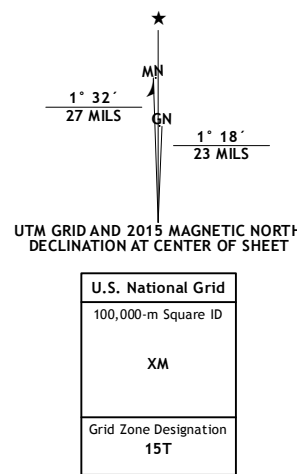 MN
GN
1° 32´
27 MILS
1° 18´
23 MILS
UTM GRID AND 2015 MAGNETIC NORTH
DECLINATION AT CENTER OF SHEET
U.S. National Grid
100,000-m Square ID
XM
Grid Zone Designation
15T